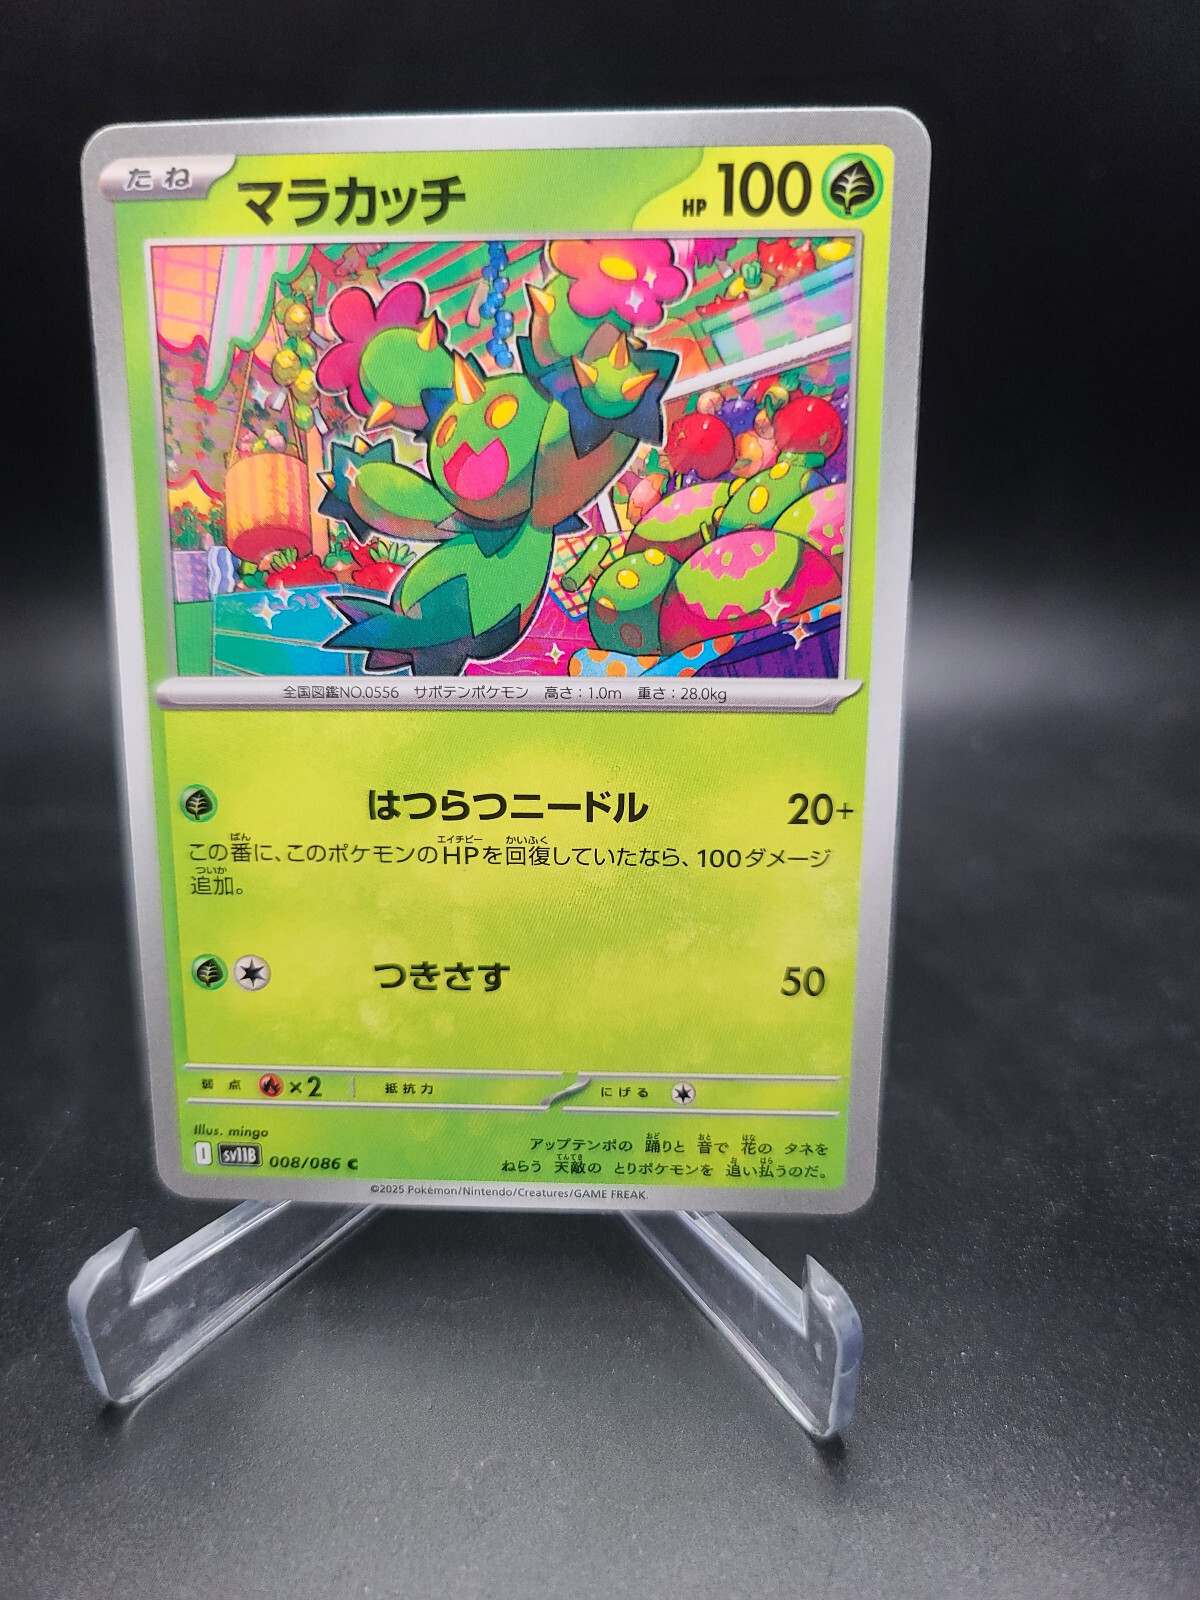 たね マラカッチ HP 100
全国図鑑NO.0556 サボテンポケモン 高さ：1.0m 重さ：28.0kg
はつらつニードル 20+
この番に、このポケモンのHPを回復していたなら、100ダメージ
追加。
つきさす 50
弱点 ×2 抵抗力 にげる
Illus. mingo
I sv11B 008/086 C
アップテンポの 踊りと 音で 花の タネを
ねらう 天敵の とりポケモンを 追い払うのだ。
©2025 Pokémon/Nintendo/Creatures/GAME FREAK.